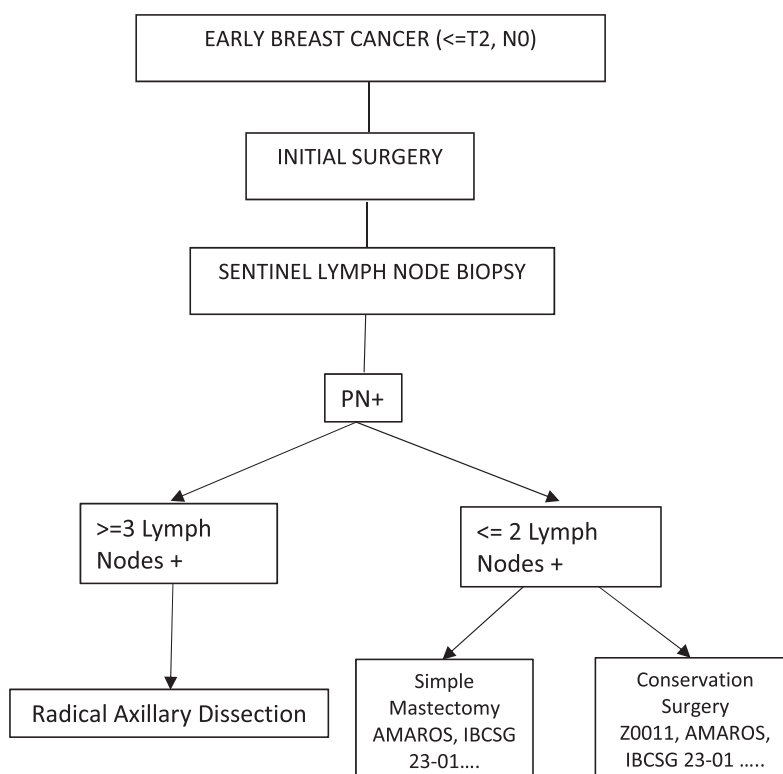 EARLY BREAST CANCER (<=T2, N0)
INITIAL SURGERY
SENTINEL LYMPH NODE BIOPSY
PN+
>=3 Lymph
Nodes +
<= 2 Lymph
Nodes +
Radical Axillary Dissection
Simple
Mastectomy
AMAROS, IBCSG
23-01....
Conservation
Surgery
Z0011, AMAROS,
IBCSG 23-01 .....